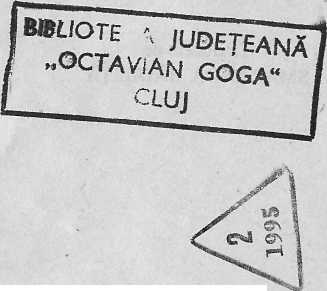 BIBLIOTE A JUDEȚEANĂ
„OCTAVIAN GOGA“
CLUJ
2
1995